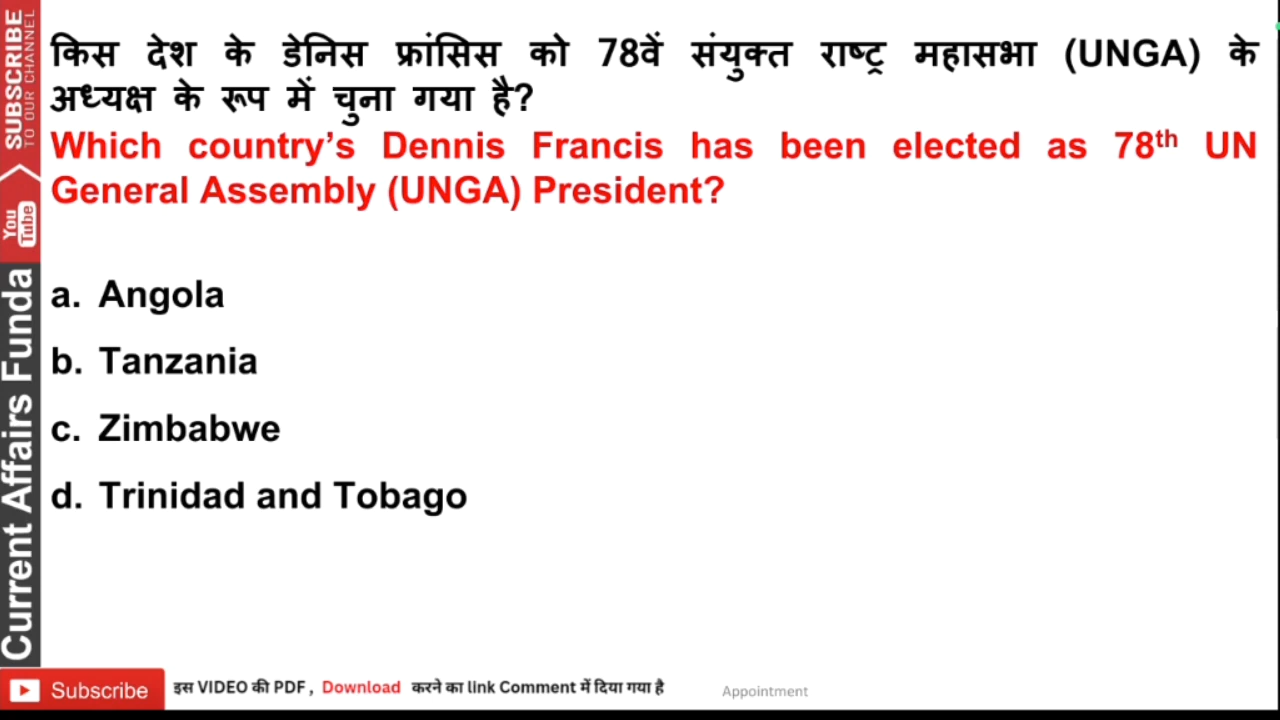 किस देश के डेनिस फ्रांसिस को 78वें संयुक्त राष्ट्र महासभा (UNGA) के
अध्यक्ष के रूप में चुना गया है?
Which country’s Dennis Francis has been elected as 78th UN
General Assembly (UNGA) President?
a. Angola
b. Tanzania
c. Zimbabwe
d. Trinidad and Tobago
SUBSCRIBE
TO OUR CHANNEL
You
Tube
Current Affairs Funda
Subscribe
इस VIDEO की PDF , Download करने का link Comment में दिया गया है
Appointment